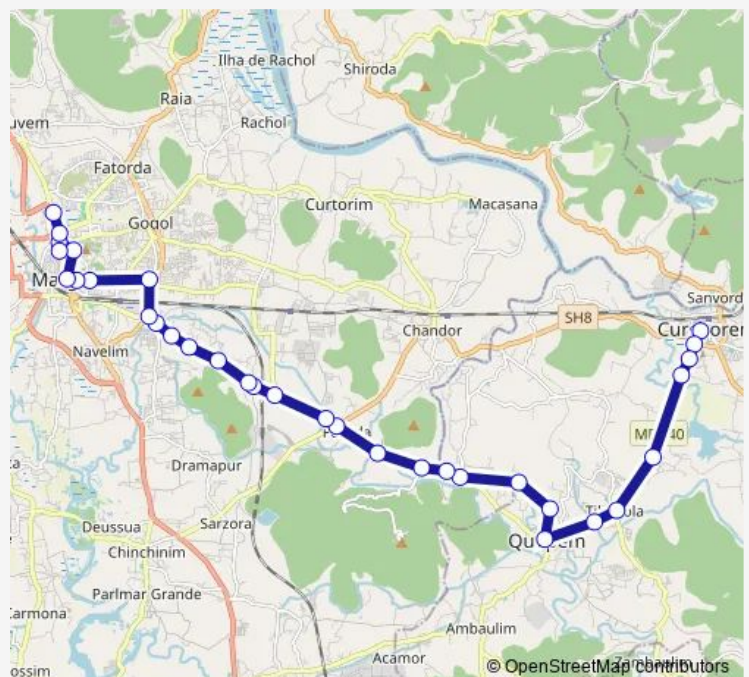 Ilha de Rachol
Shiroda
Raia
Rachol
Fatorda
Curtorim
Macasana
Gogol
Sanvord
SH8
Chandor
Navelim
Dramapur
Sarzora
Deussua
Chinchinim
Parlmar Grande
Ambaulim
Acamor
© OpenStreetMap contributors